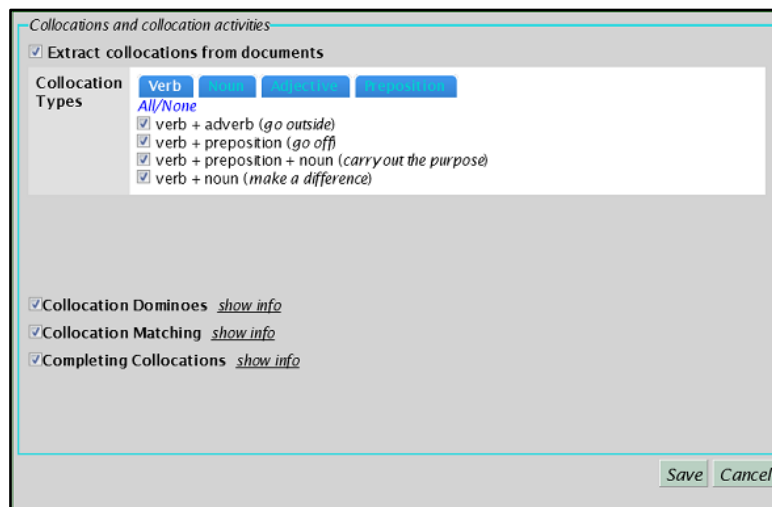 Collocations and collocation activities
Extract collocations from documents
Collocation Types
Verb Noun Adjective Preposition
All/None
verb + adverb (go outside)
verb + preposition (go off)
verb + preposition + noun (carry out the purpose)
verb + noun (make a difference)
Collocation Dominoes show info
Collocation Matching show info
Completing Collocations show info
Save Cancel